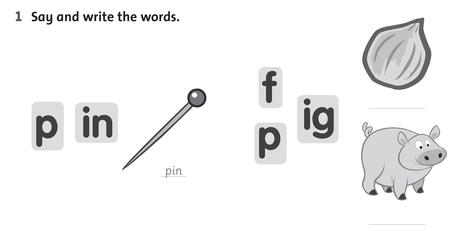 1 Say and write the words.
p in
pin
f
p
ig